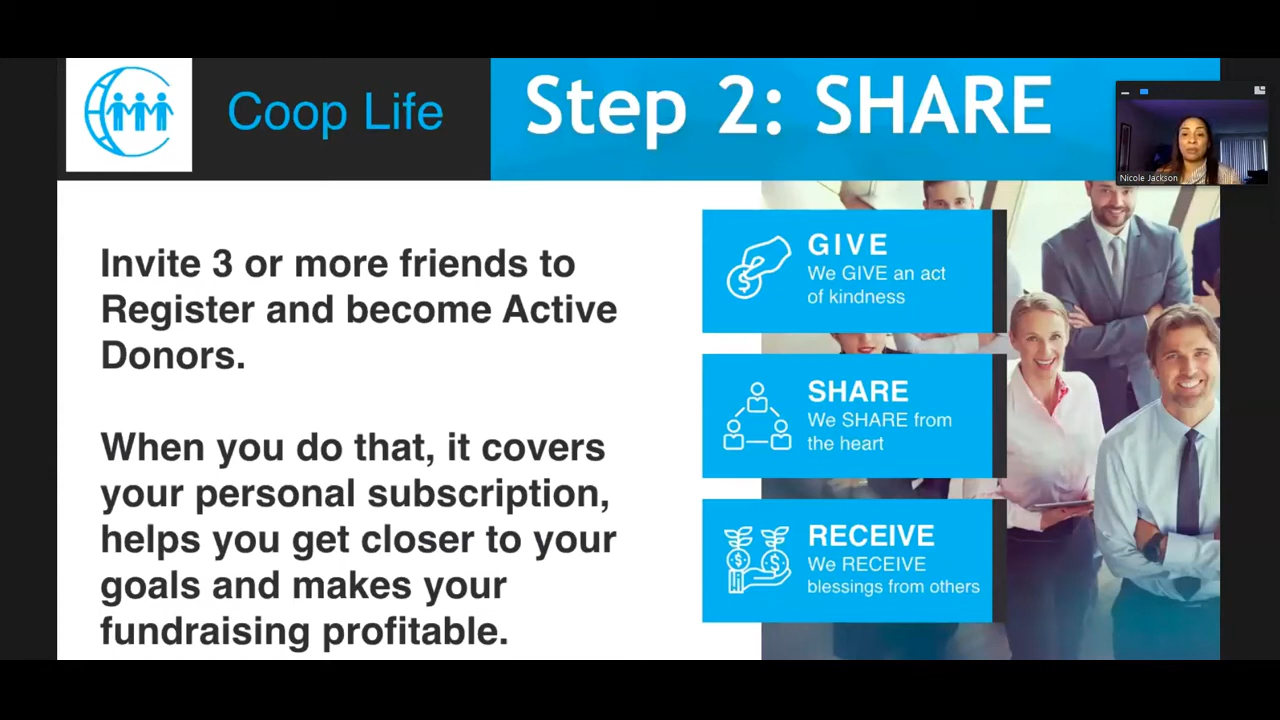 Coop Life
Step 2: SHARE
Nicole Jackson
Invite 3 or more friends to
Register and become Active
Donors.
When you do that, it covers
your personal subscription,
helps you get closer to your
goals and makes your
fundraising profitable.
GIVE
We GIVE an act
of kindness
SHARE
We SHARE from
the heart
RECEIVE
We RECEIVE
blessings from others